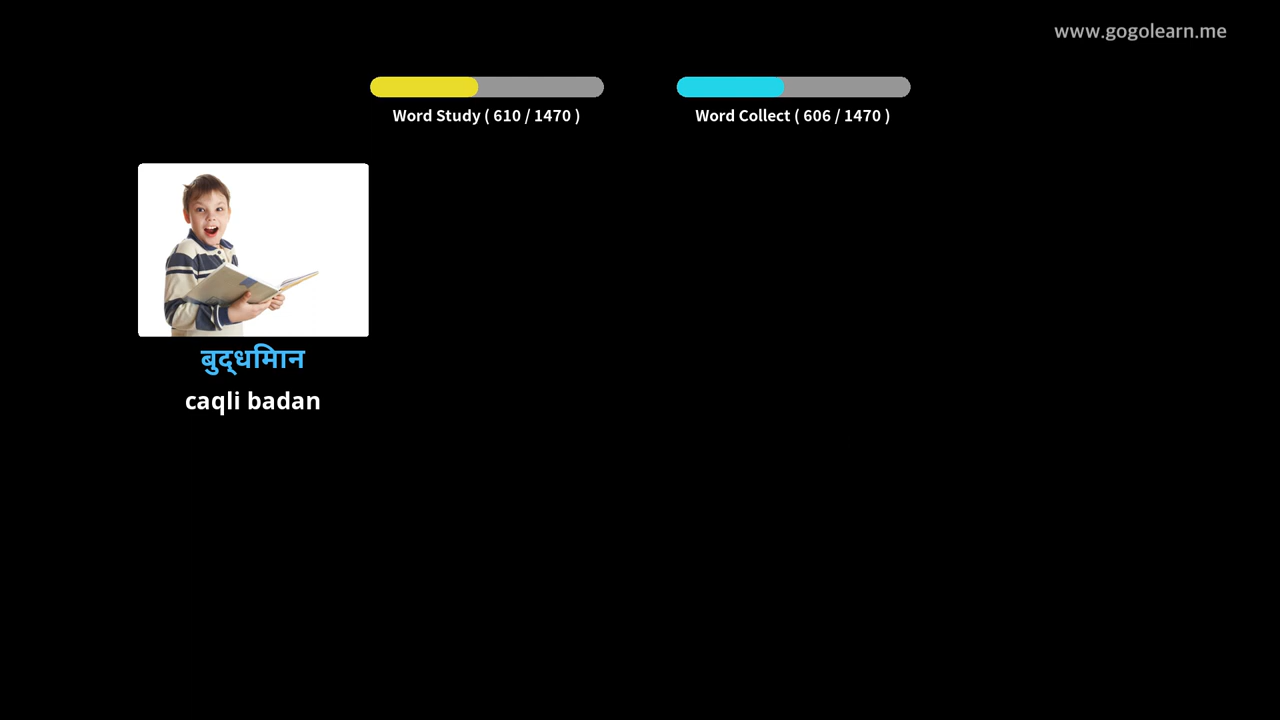 www.gogolearn.me
Word Study ( 610 / 1470 )
Word Collect ( 606 / 1470 )
बुद्धिमान
caqli badan